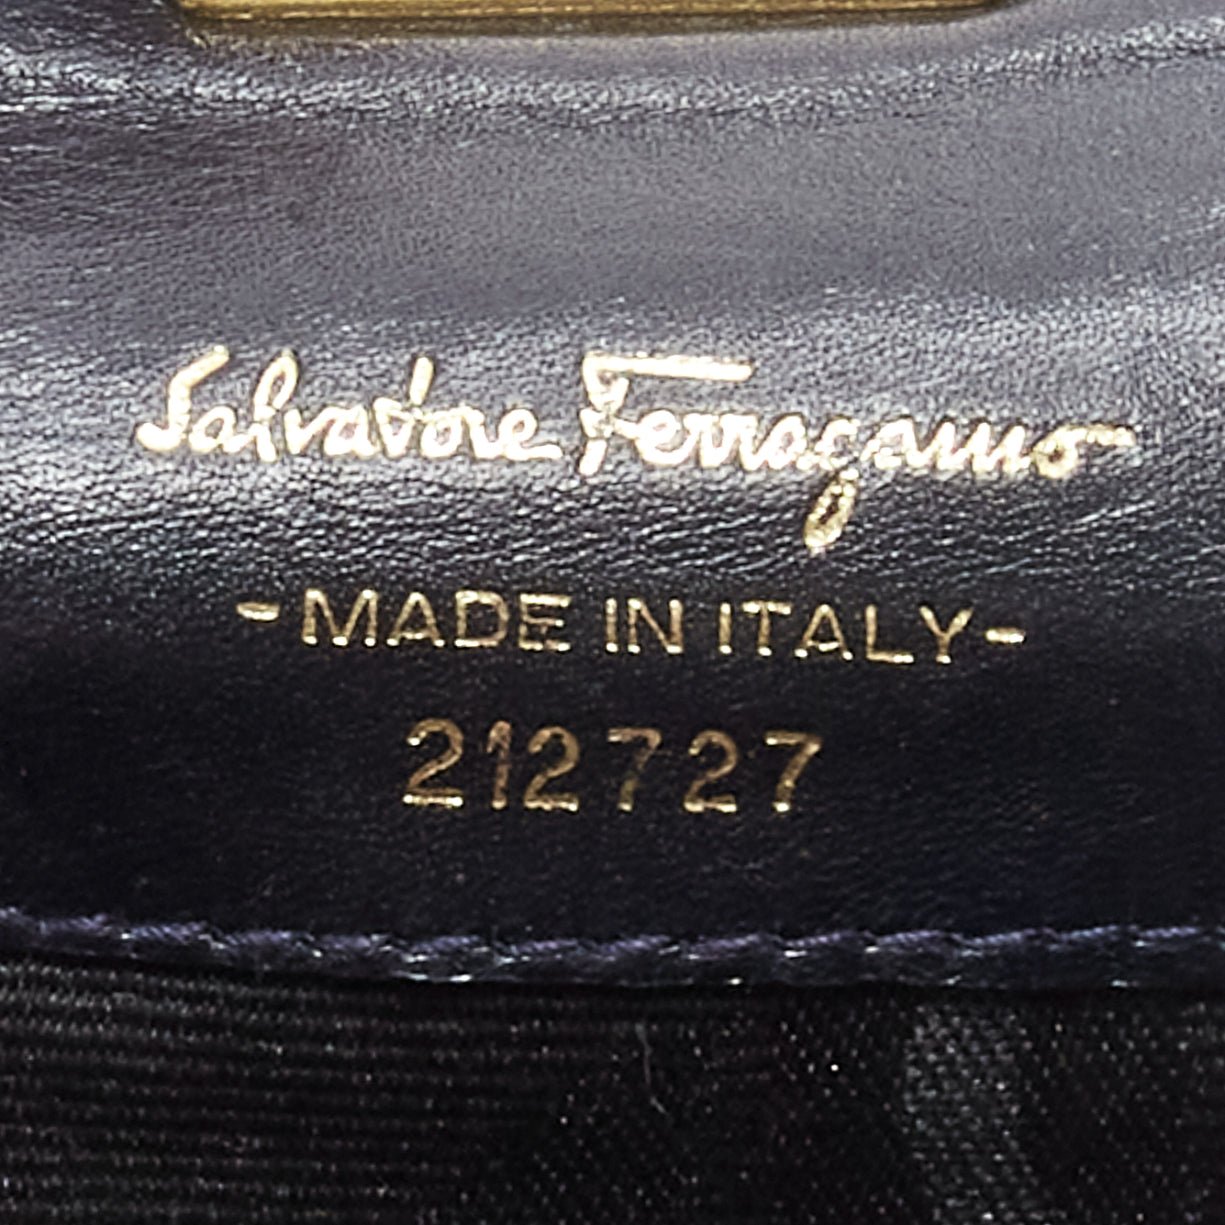 Salvatore Ferragamo
-MADE IN ITALY-
212727